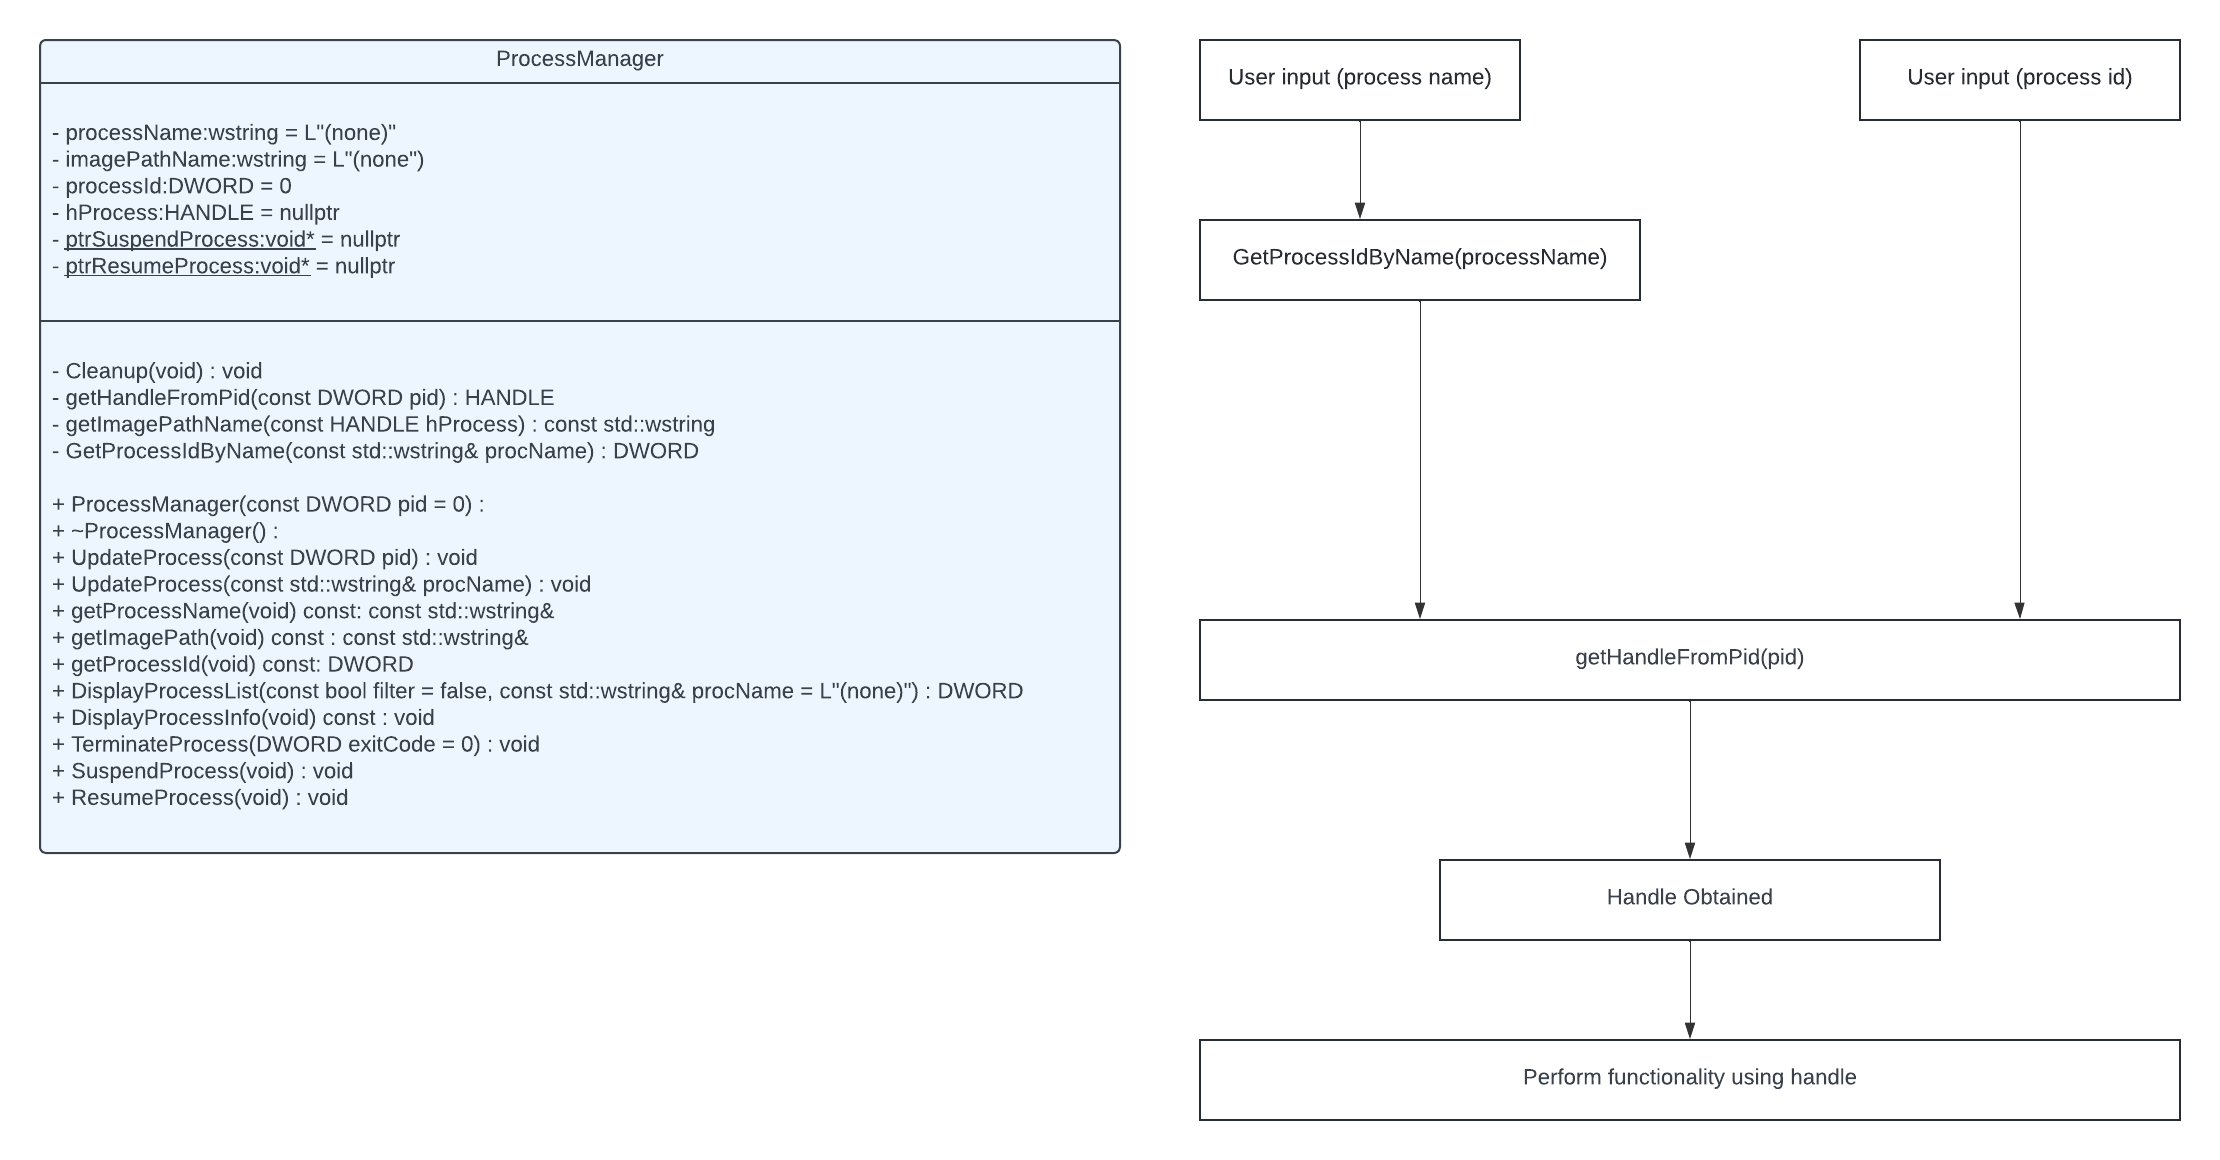 ProcessManager
- processName:wstring = L"(none)"
- imagePathName:wstring = L"(none")
- processId:DWORD = 0
- hProcess:HANDLE = nullptr
- ptrSuspendProcess:void* = nullptr
- ptrResumeProcess:void* = nullptr
- Cleanup(void) : void
- getHandleFromPid(const DWORD pid) : HANDLE
- getImagePathName(const HANDLE hProcess) : const std::wstring
- GetProcessIdByName(const std::wstring& procName) : DWORD
+ ProcessManager(const DWORD pid = 0) :
+ ~ProcessManager() :
+ UpdateProcess(const DWORD pid) : void
+ UpdateProcess(const std::wstring& procName) : void
+ getProcessName(void) const: const std::wstring&
+ getImagePath(void) const : const std::wstring&
+ getProcessId(void) const: DWORD
+ DisplayProcessList(const bool filter = false, const std::wstring& procName = L"(none)") : DWORD
+ DisplayProcessInfo(void) const : void
+ TerminateProcess(DWORD exitCode = 0) : void
+ SuspendProcess(void) : void
+ ResumeProcess(void) : void
User input (process name)
User input (process id)
GetProcessIdByName(processName)
getHandleFromPid(pid)
Handle Obtained
Perform functionality using handle